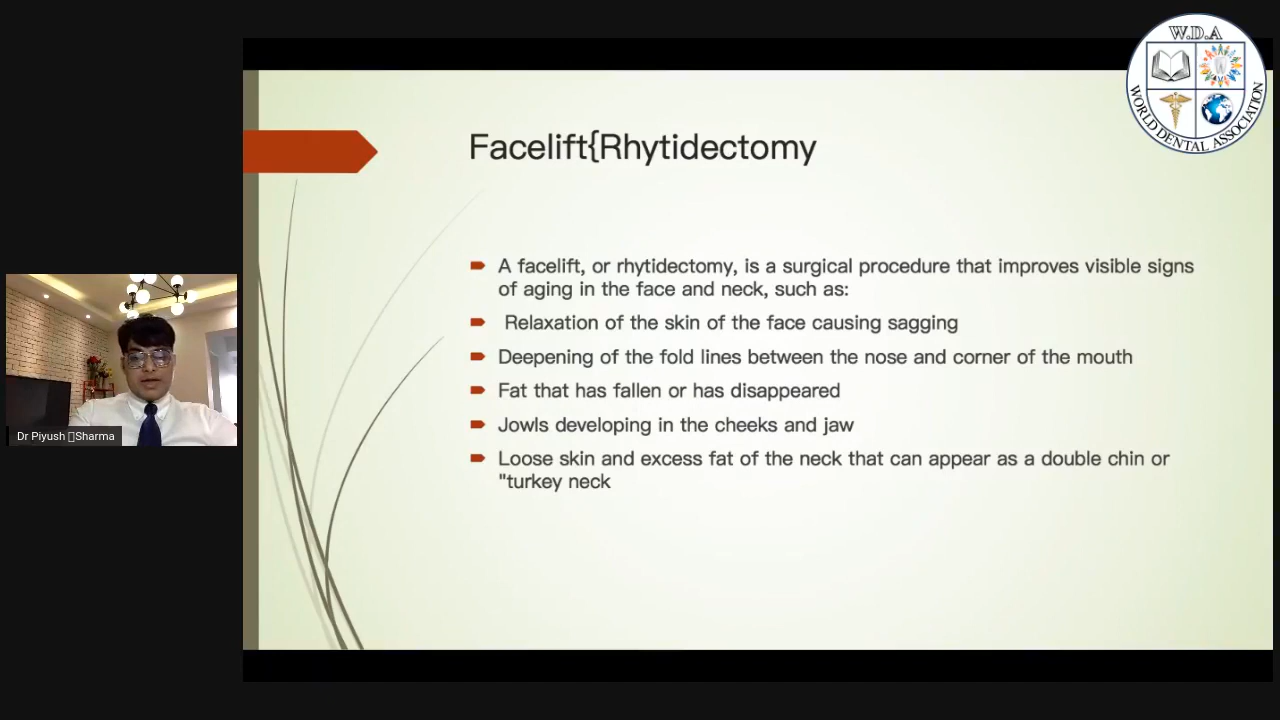 W.D.A
WORLD DENTAL ASSOCIATION
Facelift{Rhytidectomy
A facelift, or rhytidectomy, is a surgical procedure that improves visible signs
of aging in the face and neck, such as:
Relaxation of the skin of the face causing sagging
Deepening of the fold lines between the nose and corner of the mouth
Fat that has fallen or has disappeared
Jowls developing in the cheeks and jaw
Loose skin and excess fat of the neck that can appear as a double chin or
"turkey neck
Dr Piyush Sharma